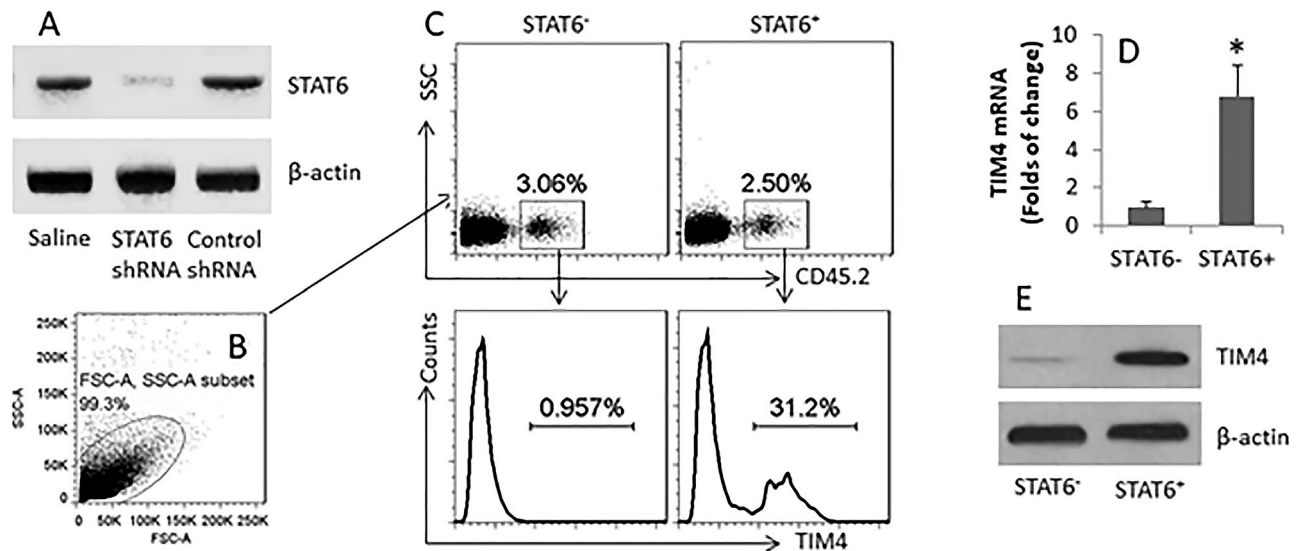 A
STAT6
β-actin
Saline STAT6 shRNA Control shRNA
B
250K
200K
150K
100K
50K
0
SSC-A
FSC-A, SSC-A subset
99.3%
0 50K 100K 150K 200K 250K
FSC-A
C
STAT6- STAT6+
SSC
3.06% 2.50%
CD45.2
Counts
0.957% 31.2%
TIM4
D
TIM4 mRNA
(Folds of change)
10
8
6
4
2
0
*
STAT6- STAT6+
E
TIM4
β-actin
STAT6- STAT6+